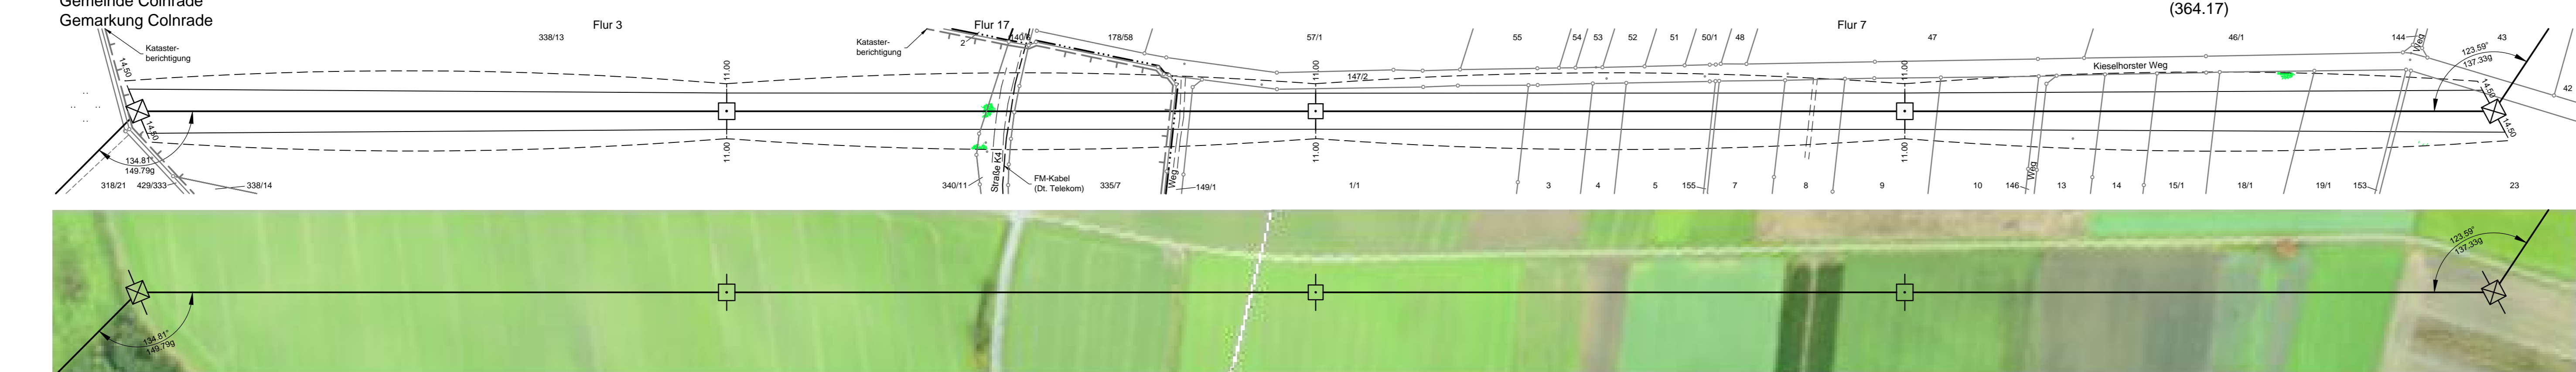 Gemeinde Colnrade
Gemarkung Colnrade
(364.17)
Flur 3
Flur 17
Flur 7
338/13
2
178/58
57/1
55
54
53
52
51
50/1
48
47
46/1
144
Weg
43
Kataster-
berichtigung
Kataster-
berichtigung
14.50
11.00
11.00
147/2
11.00
Kieselhorster Weg
123.59°
137.33g
14.50
42
14.50
11.00
11.00
11.00
14.50
134.81°
149.79g
318/21
429/333
338/14
340/11
Straße K4
FM-Kabel
(Dt. Telekom)
335/7
Weg
149/1
1/1
3
4
5
155
7
8
9
10
146
Weg
13
14
15/1
18/1
19/1
153
23
123.59°
137.33g
134.81°
149.79g